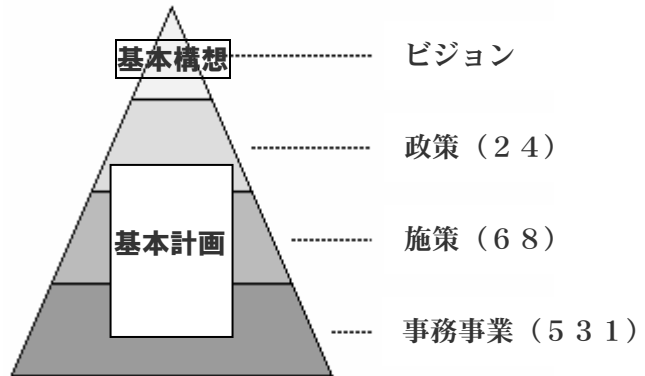 基本構想
ビジョン
政策（２４）
基本計画
施策（６８）
事務事業（５３１）